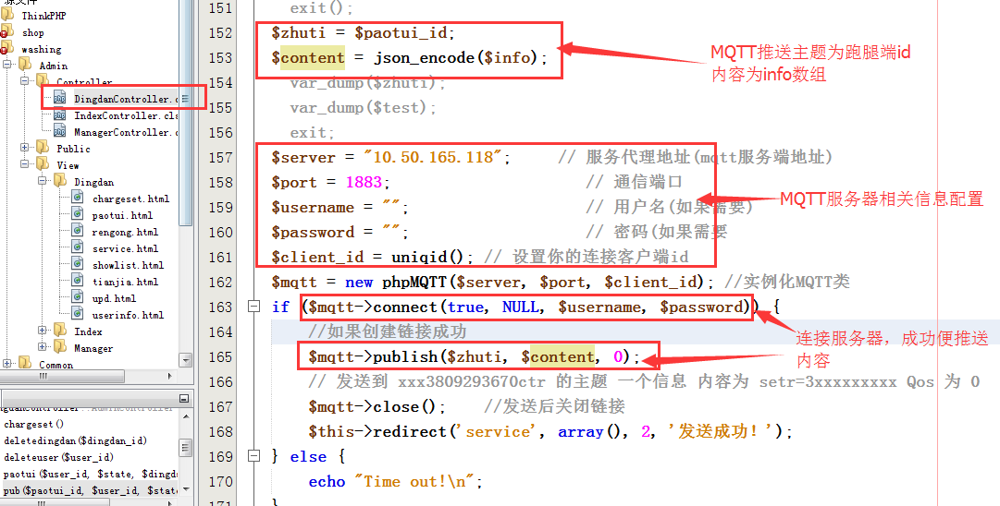 源文件
ThinkPHP
shop
washing
Admin
Controller
DingdanController.c
IndexController.cl
ManagerController.c
Public
View
Dingdan
chargeset.html
paotui.html
rengong.html
service.html
showlist.html
tianjia.html
upd.html
userinfo.html
Index
Manager
Common
chargeset()
deletedingdan($dingdan_id)
deleteuser($user_id)
paotui($user_id, $state, $dingd
pub($paotui_id, $user_id, $state
151 exit();
152 $zhuti = $paotui_id;
153 $content = json_encode($info);
154 var_dump($zhuti);
155 var_dump($test);
156 exit;
157 $server = "10.50.165.118"; // 服务代理地址(mqtt服务端地址)
158 $port = 1883; // 通信端口
159 $username = ""; // 用户名(如果需要)
160 $password = ""; // 密码(如果需要
161 $client_id = uniqid(); // 设置你的连接客户端id
162 $mqtt = new phpMQTT($server, $port, $client_id); //实例化MQTT类
163 if ($mqtt->connect(true, NULL, $username, $password)) {
164 //如果创建链接成功
165 $mqtt->publish($zhuti, $content, 0);
166 // 发送到 xxx3809293670ctr 的主题 一个信息 内容为 setr=3xxxxxxxxx Qos 为 0
167 $mqtt->close(); //发送后关闭链接
168 $this->redirect('service', array(), 2, '发送成功！');
169 } else {
170 echo "Time out!\n";
171 }
MQTT推送主题为跑腿端id
内容为info数组
MQTT服务器相关信息配置
连接服务器，成功便推送
内容